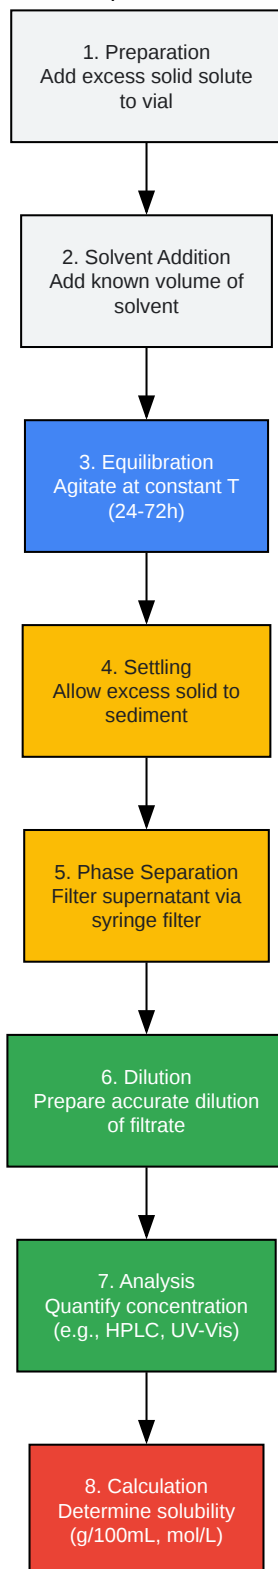 1. Preparation
Add excess solid solute
to vial
2. Solvent Addition
Add known volume of
solvent
3. Equilibration
Agitate at constant T
(24-72h)
4. Settling
Allow excess solid to
sediment
5. Phase Separation
Filter supernatant via
syringe filter
6. Dilution
Prepare accurate dilution
of filtrate
7. Analysis
Quantify concentration
(e.g., HPLC, UV-Vis)
8. Calculation
Determine solubility
(g/100mL, mol/L)